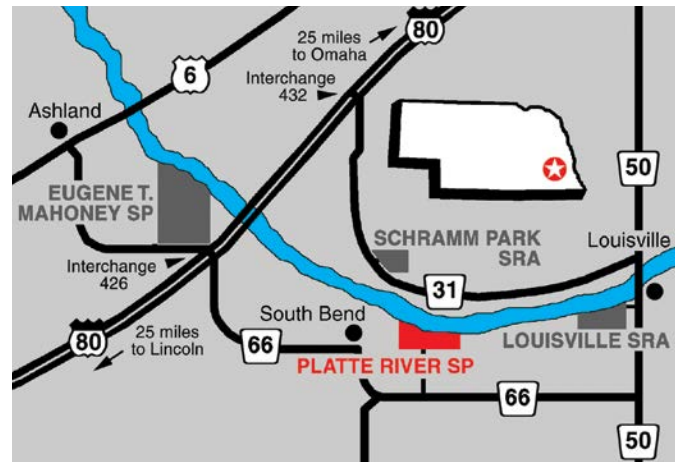 25 miles
to Omaha
80
6
Interchange
432
Ashland
50
EUGENE T.
MAHONEY SP
SCHRAMM PARK
SRA
Louisville
Interchange
426
31
South Bend
80
25 miles
to Lincoln
66
PLATTE RIVER SP
LOUISVILLE SRA
66
50